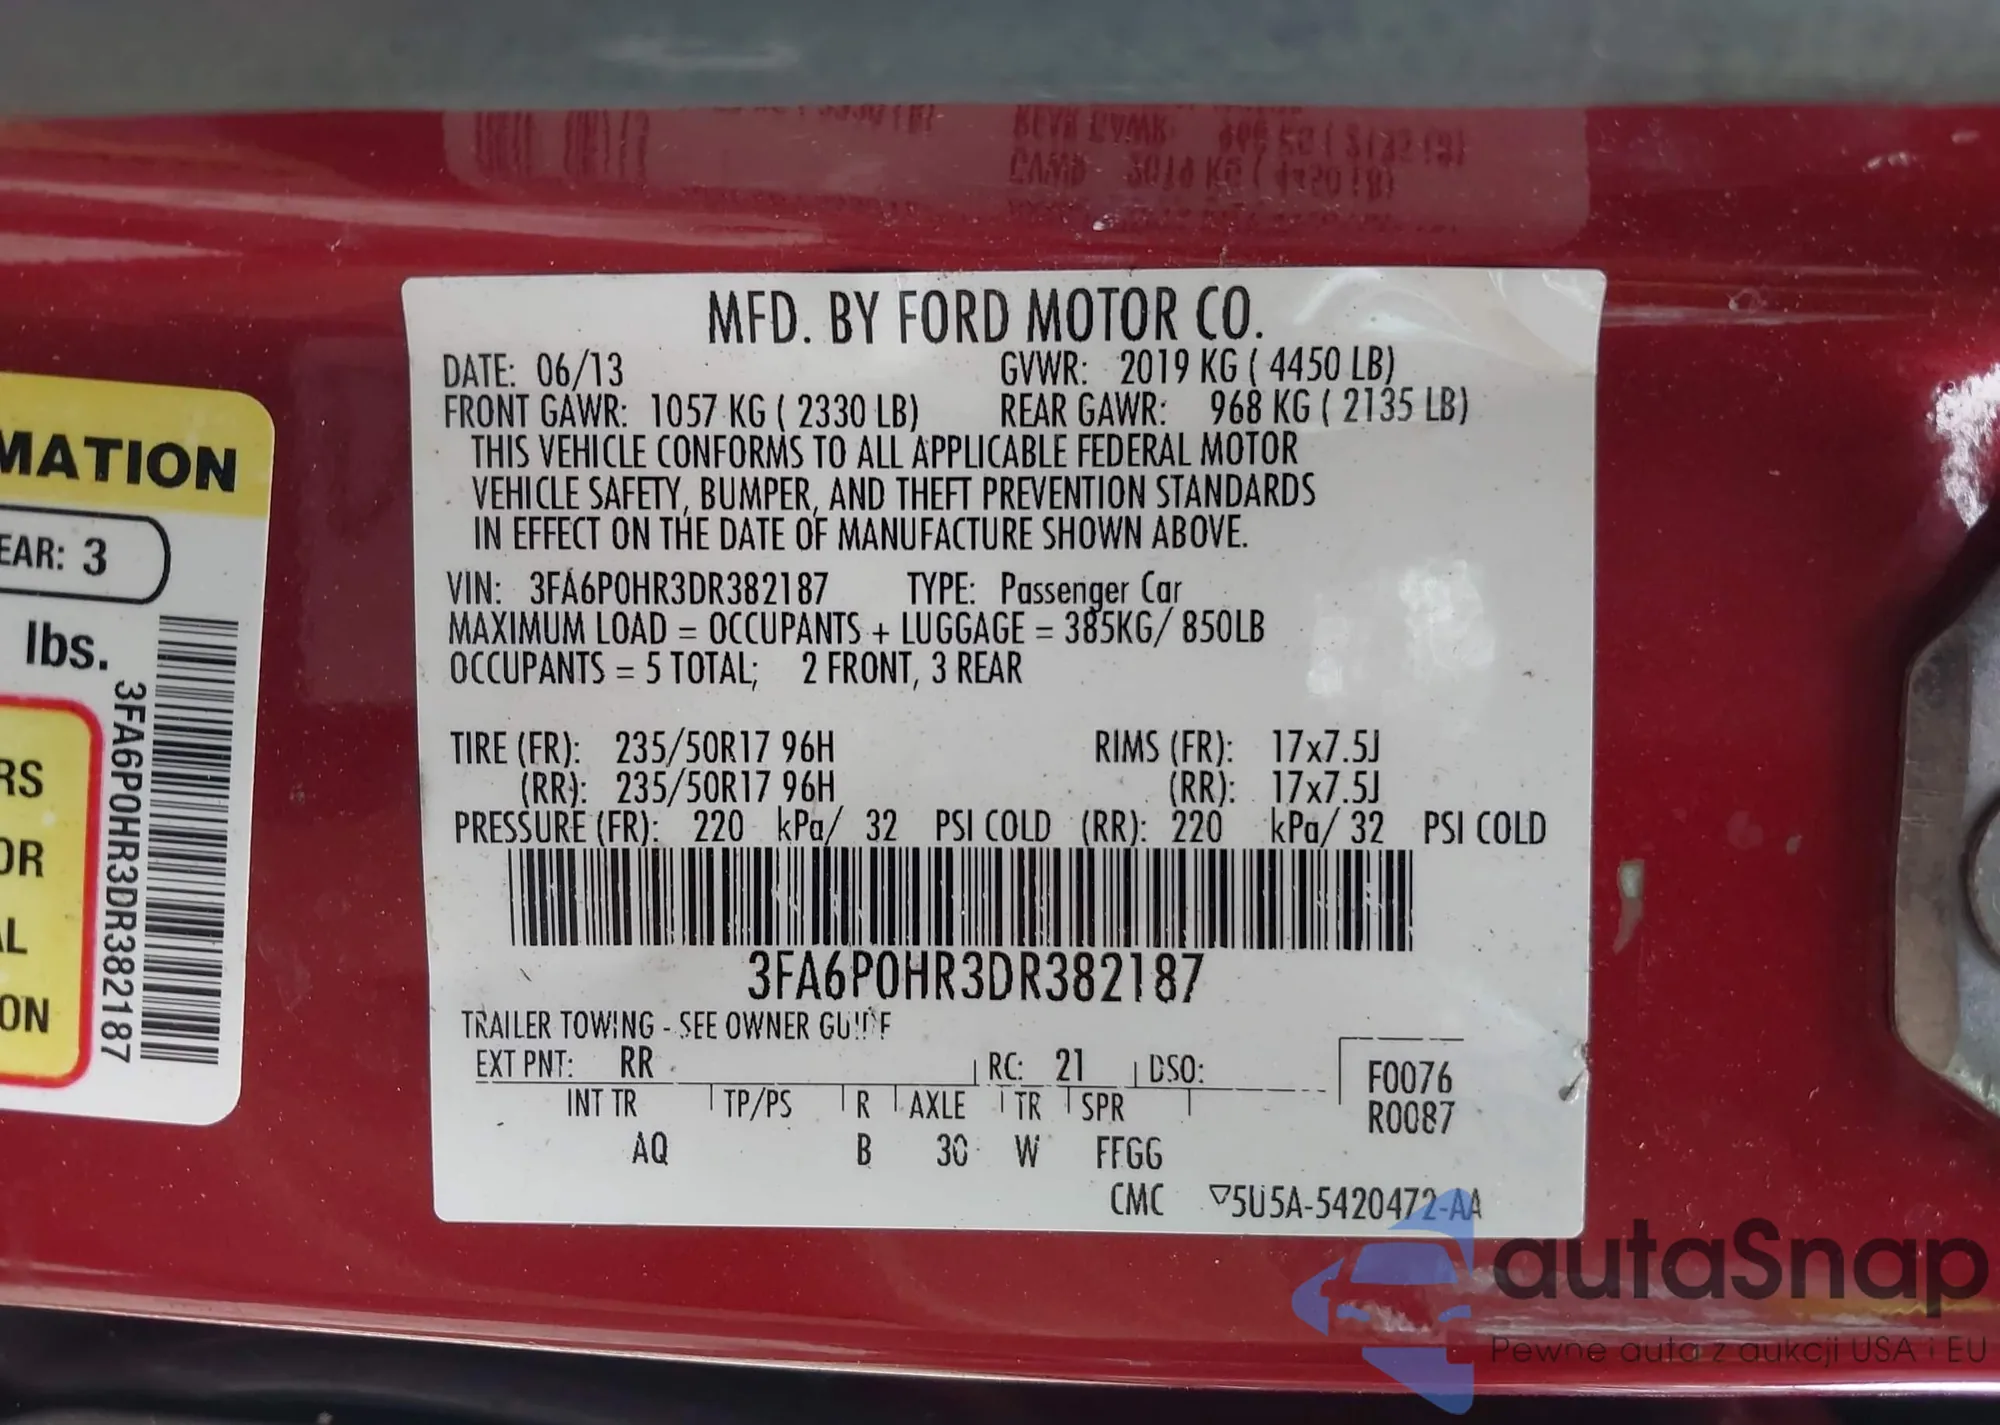 MFD. BY FORD MOTOR CO.
DATE: 06/13 GVWR: 2019 KG ( 4450 LB)
FRONT GAWR: 1057 KG ( 2330 LB) REAR GAWR: 968 KG ( 2135 LB)
THIS VEHICLE CONFORMS TO ALL APPLICABLE FEDERAL MOTOR
VEHICLE SAFETY, BUMPER, AND THEFT PREVENTION STANDARDS
IN EFFECT ON THE DATE OF MANUFACTURE SHOWN ABOVE.
VIN: 3FA6P0HR3DR382187 TYPE: Passenger Car
MAXIMUM LOAD = OCCUPANTS + LUGGAGE = 385KG/ 850LB
OCCUPANTS = 5 TOTAL; 2 FRONT, 3 REAR
TIRE (FR): 235/50R17 96H RIMS (FR): 17x7.5J
(RR): 235/50R17 96H (RR): 17x7.5J
PRESSURE (FR): 220 kPa/ 32 PSI COLD (RR): 220 kPa/ 32 PSI COLD
3FA6P0HR3DR382187
TRAILER TOWING - SEE OWNER GUIDE
EXT PNT: RR RC: 21 DSO:
F0076
R0087
INT TR TP/PS R AXLE TR SPR
AQ B 30 W FFGG
CMC ▽5U5A-5420472-AA
MATION
EAR: 3
lbs.
RS
OR
AL
ON
3FA6P0HR3DR382187
autaSnap
Pewne auta z aukcji USA i EU